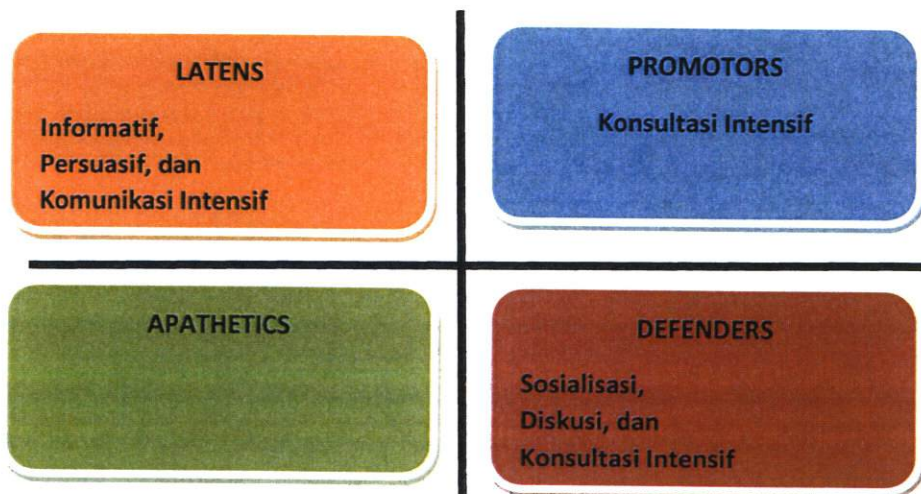 LATENS
Informatif,
Persuasif, dan
Komunikasi Intensif
PROMOTORS
Konsultasi Intensif
APATHETICS
DEFENDERS
Sosialisasi,
Diskusi, dan
Konsultasi Intensif